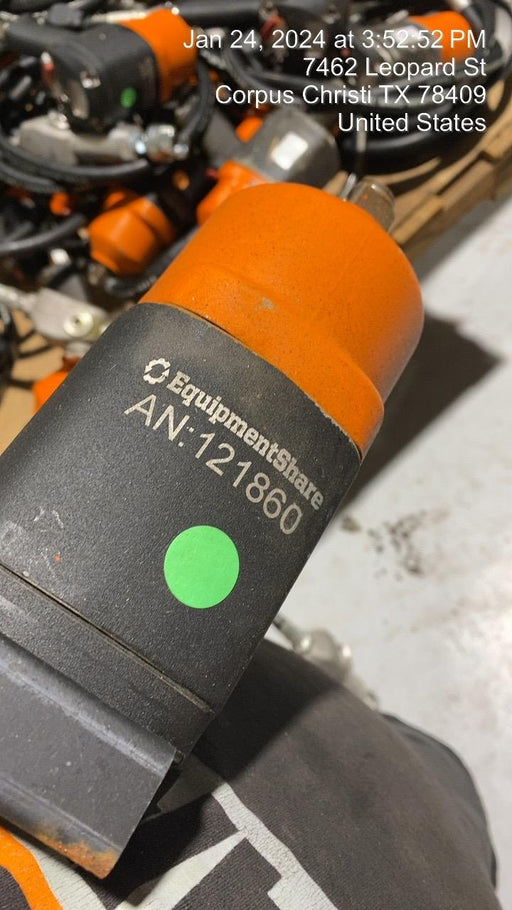 Jan 24, 2024 at 3:52:52 PM
7462 Leopard St
Corpus Christi TX 78409
United States
EquipmentShare
AN:121860